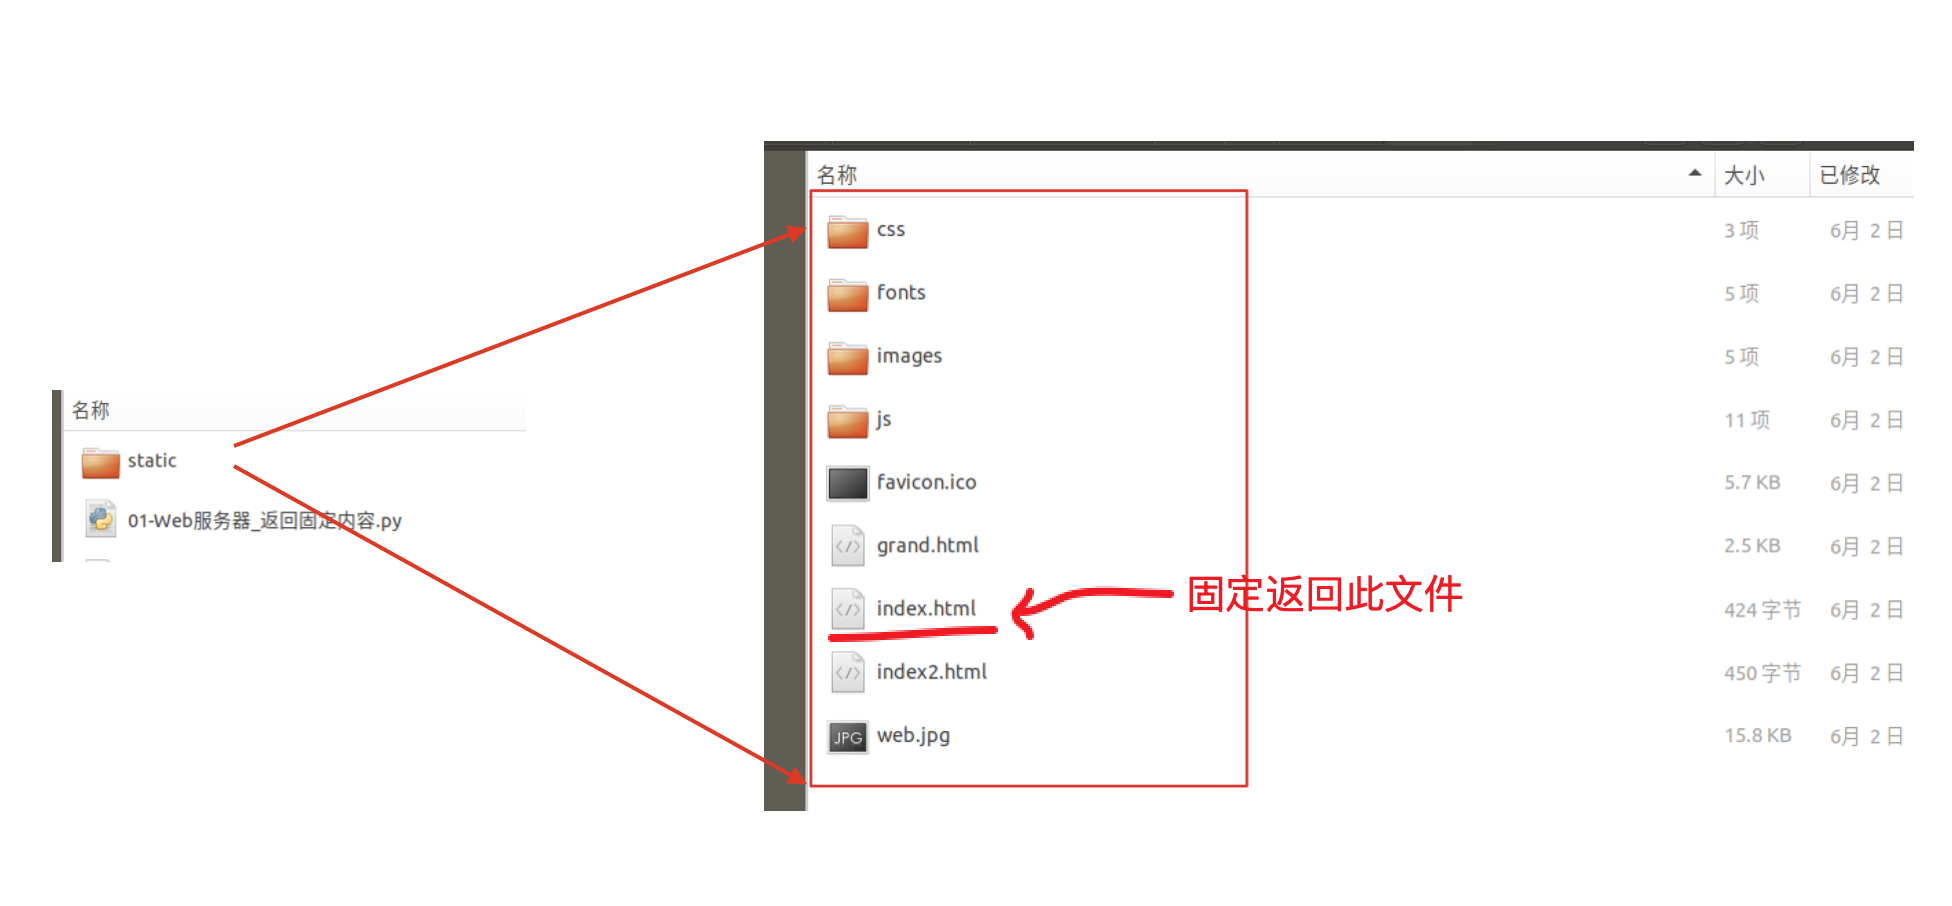 名称
static
01-Web服务器_返回固定内容.py
名称 大小 已修改
css 3 项 6月 2 日
fonts 5 项 6月 2 日
images 5 项 6月 2 日
js 11 项 6月 2 日
favicon.ico 5.7 KB 6月 2 日
grand.html 2.5 KB 6月 2 日
index.html 固定返回此文件 424 字节 6月 2 日
index2.html 450 字节 6月 2 日
JPG web.jpg 15.8 KB 6月 2 日